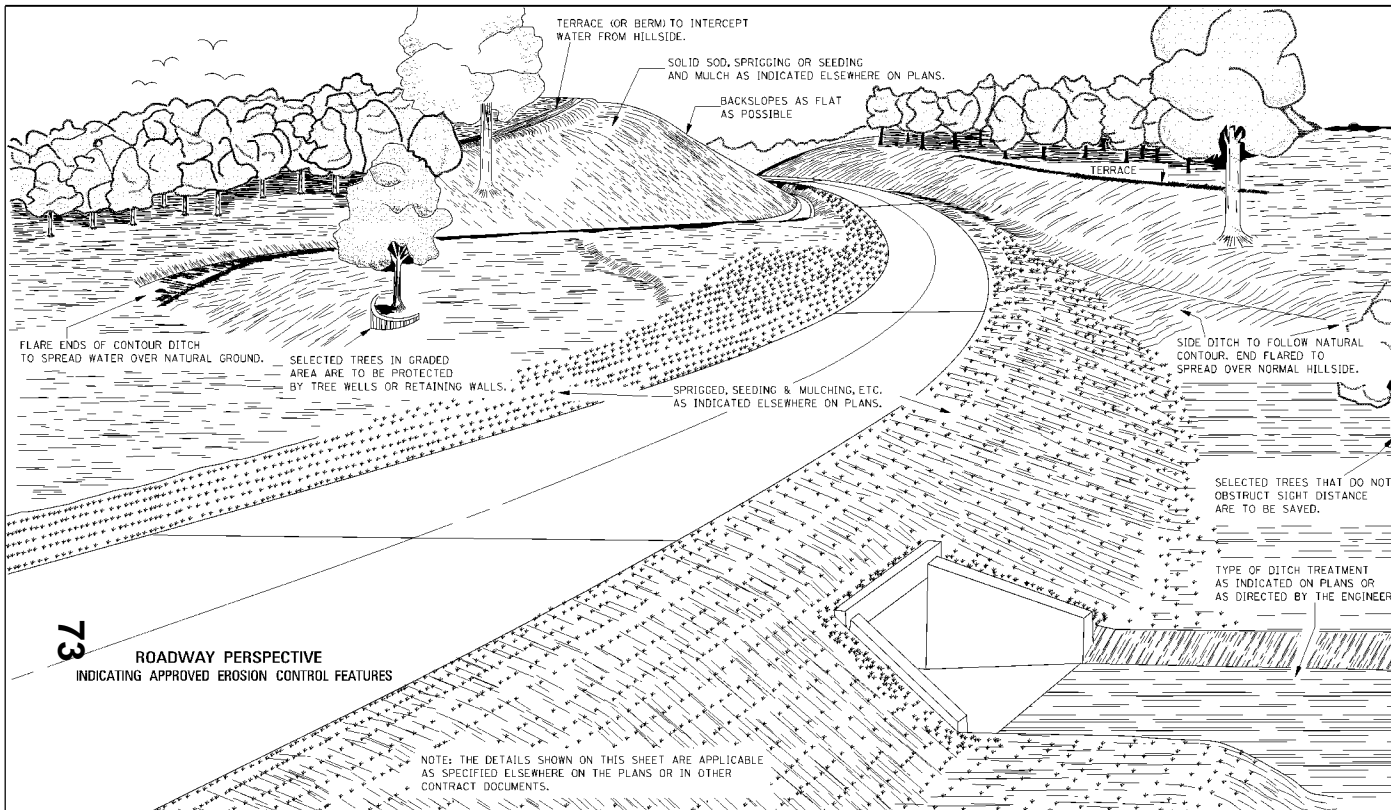 TERRACE (OR BERM) TO INTERCEPT
WATER FROM HILLSIDE.
SOLID SOD, SPRIGGING OR SEEDING
AND MULCH AS INDICATED ELSEWHERE ON PLANS.
BACKSLOPES AS FLAT
AS POSSIBLE
TERRACE
FLARE ENDS OF CONTOUR DITCH
TO SPREAD WATER OVER NATURAL GROUND.
SELECTED TREES IN GRADED
AREA ARE TO BE PROTECTED
BY TREE WELLS OR RETAINING WALLS.
SIDE DITCH TO FOLLOW NATURAL
CONTOUR. END FLARED TO
SPREAD OVER NORMAL HILLSIDE.
SPRIGGED, SEEDING & MULCHING, ETC.
AS INDICATED ELSEWHERE ON PLANS.
SELECTED TREES THAT DO NOT
OBSTRUCT SIGHT DISTANCE
ARE TO BE SAVED.
TYPE OF DITCH TREATMENT
AS INDICATED ON PLANS OR
AS DIRECTED BY THE ENGINEER
73
ROADWAY PERSPECTIVE
INDICATING APPROVED EROSION CONTROL FEATURES
NOTE: THE DETAILS SHOWN ON THIS SHEET ARE APPLICABLE
AS SPECIFIED ELSEWHERE ON THE PLANS OR IN OTHER
CONTRACT DOCUMENTS.